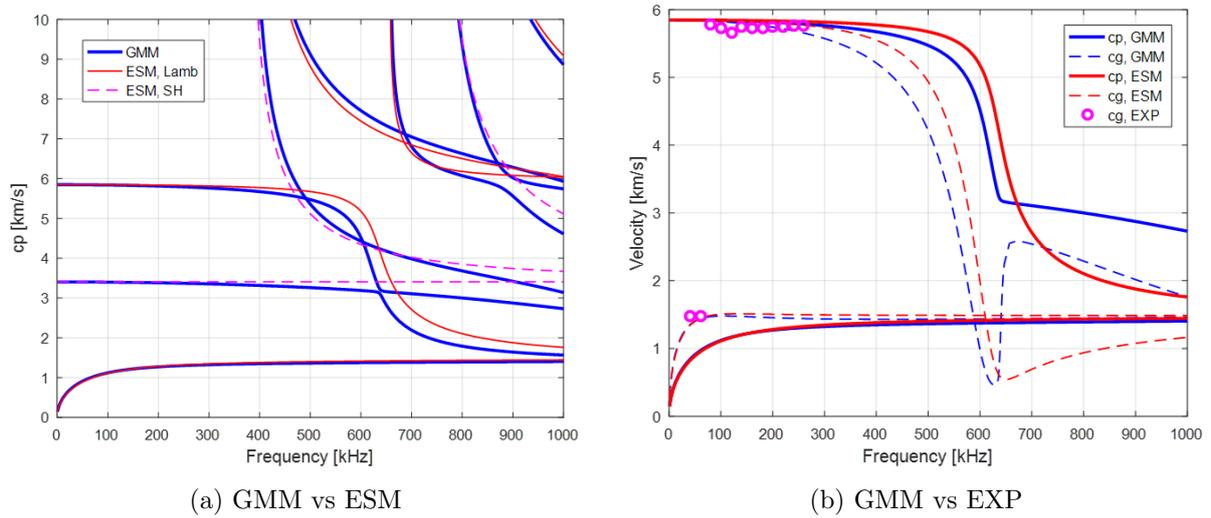 10
9
8
7
6
5
4
3
2
1
0
cp [km/s]
GMM
ESM, Lamb
ESM, SH
0 100 200 300 400 500 600 700 800 900 1000
Frequency [kHz]
(a) GMM vs ESM
6
5
4
3
2
1
0
Velocity [km/s]
cp, GMM
cg, GMM
cp, ESM
cg, ESM
cg, EXP
0 100 200 300 400 500 600 700 800 900 1000
Frequency [kHz]
(b) GMM vs EXP